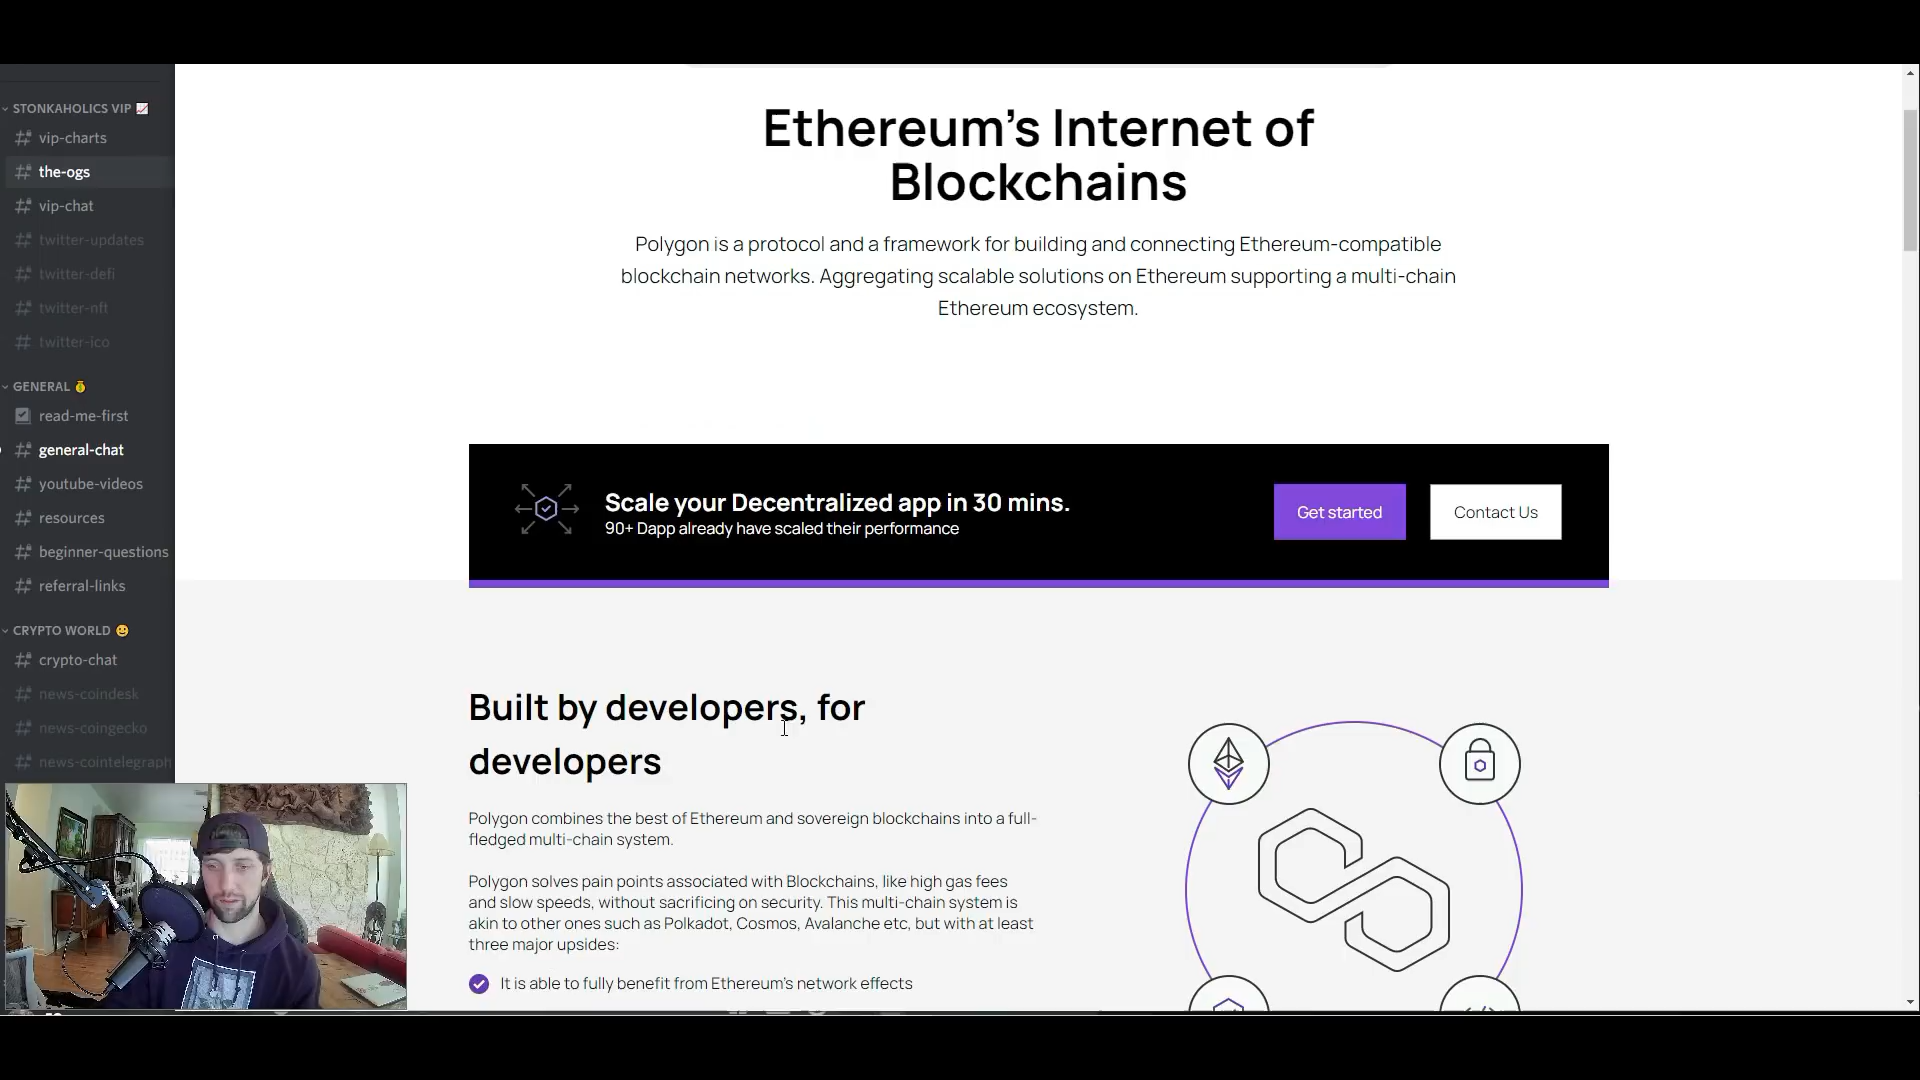 STONKAHOLICS VIP
vip-charts
the-ogs
vip-chat
twitter-updates
twitter-defi
twitter-nft
twitter-ico
GENERAL
read-me-first
general-chat
youtube-videos
resources
beginner-questions
referral-links
CRYPTO WORLD
crypto-chat
news-coindesk
news-coingecko
news-cointelegraph
Ethereum's Internet of
Blockchains
Polygon is a protocol and a framework for building and connecting Ethereum-compatible
blockchain networks. Aggregating scalable solutions on Ethereum supporting a multi-chain
Ethereum ecosystem.
Scale your Decentralized app in 30 mins.
90+ Dapp already have scaled their performance
Get started
Contact Us
Built by developers, for
developers
Polygon combines the best of Ethereum and sovereign blockchains into a full-
fledged multi-chain system.
Polygon solves pain points associated with Blockchains, like high gas fees
and slow speeds, without sacrificing on security. This multi-chain system is
akin to other ones such as Polkadot, Cosmos, Avalanche etc, but with at least
three major upsides:
It is able to fully benefit from Ethereum's network effects